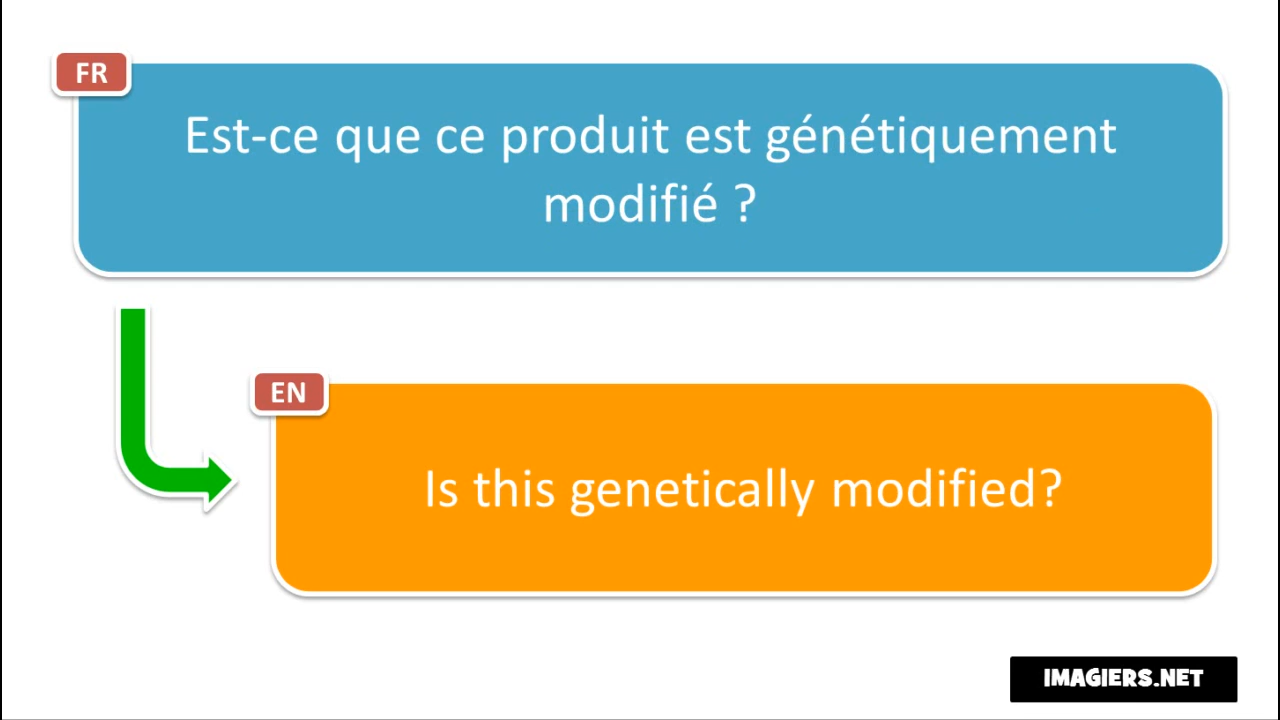 FR
Est-ce que ce produit est génétiquement
modifié ?
EN
Is this genetically modified?
IMAGIERS.NET